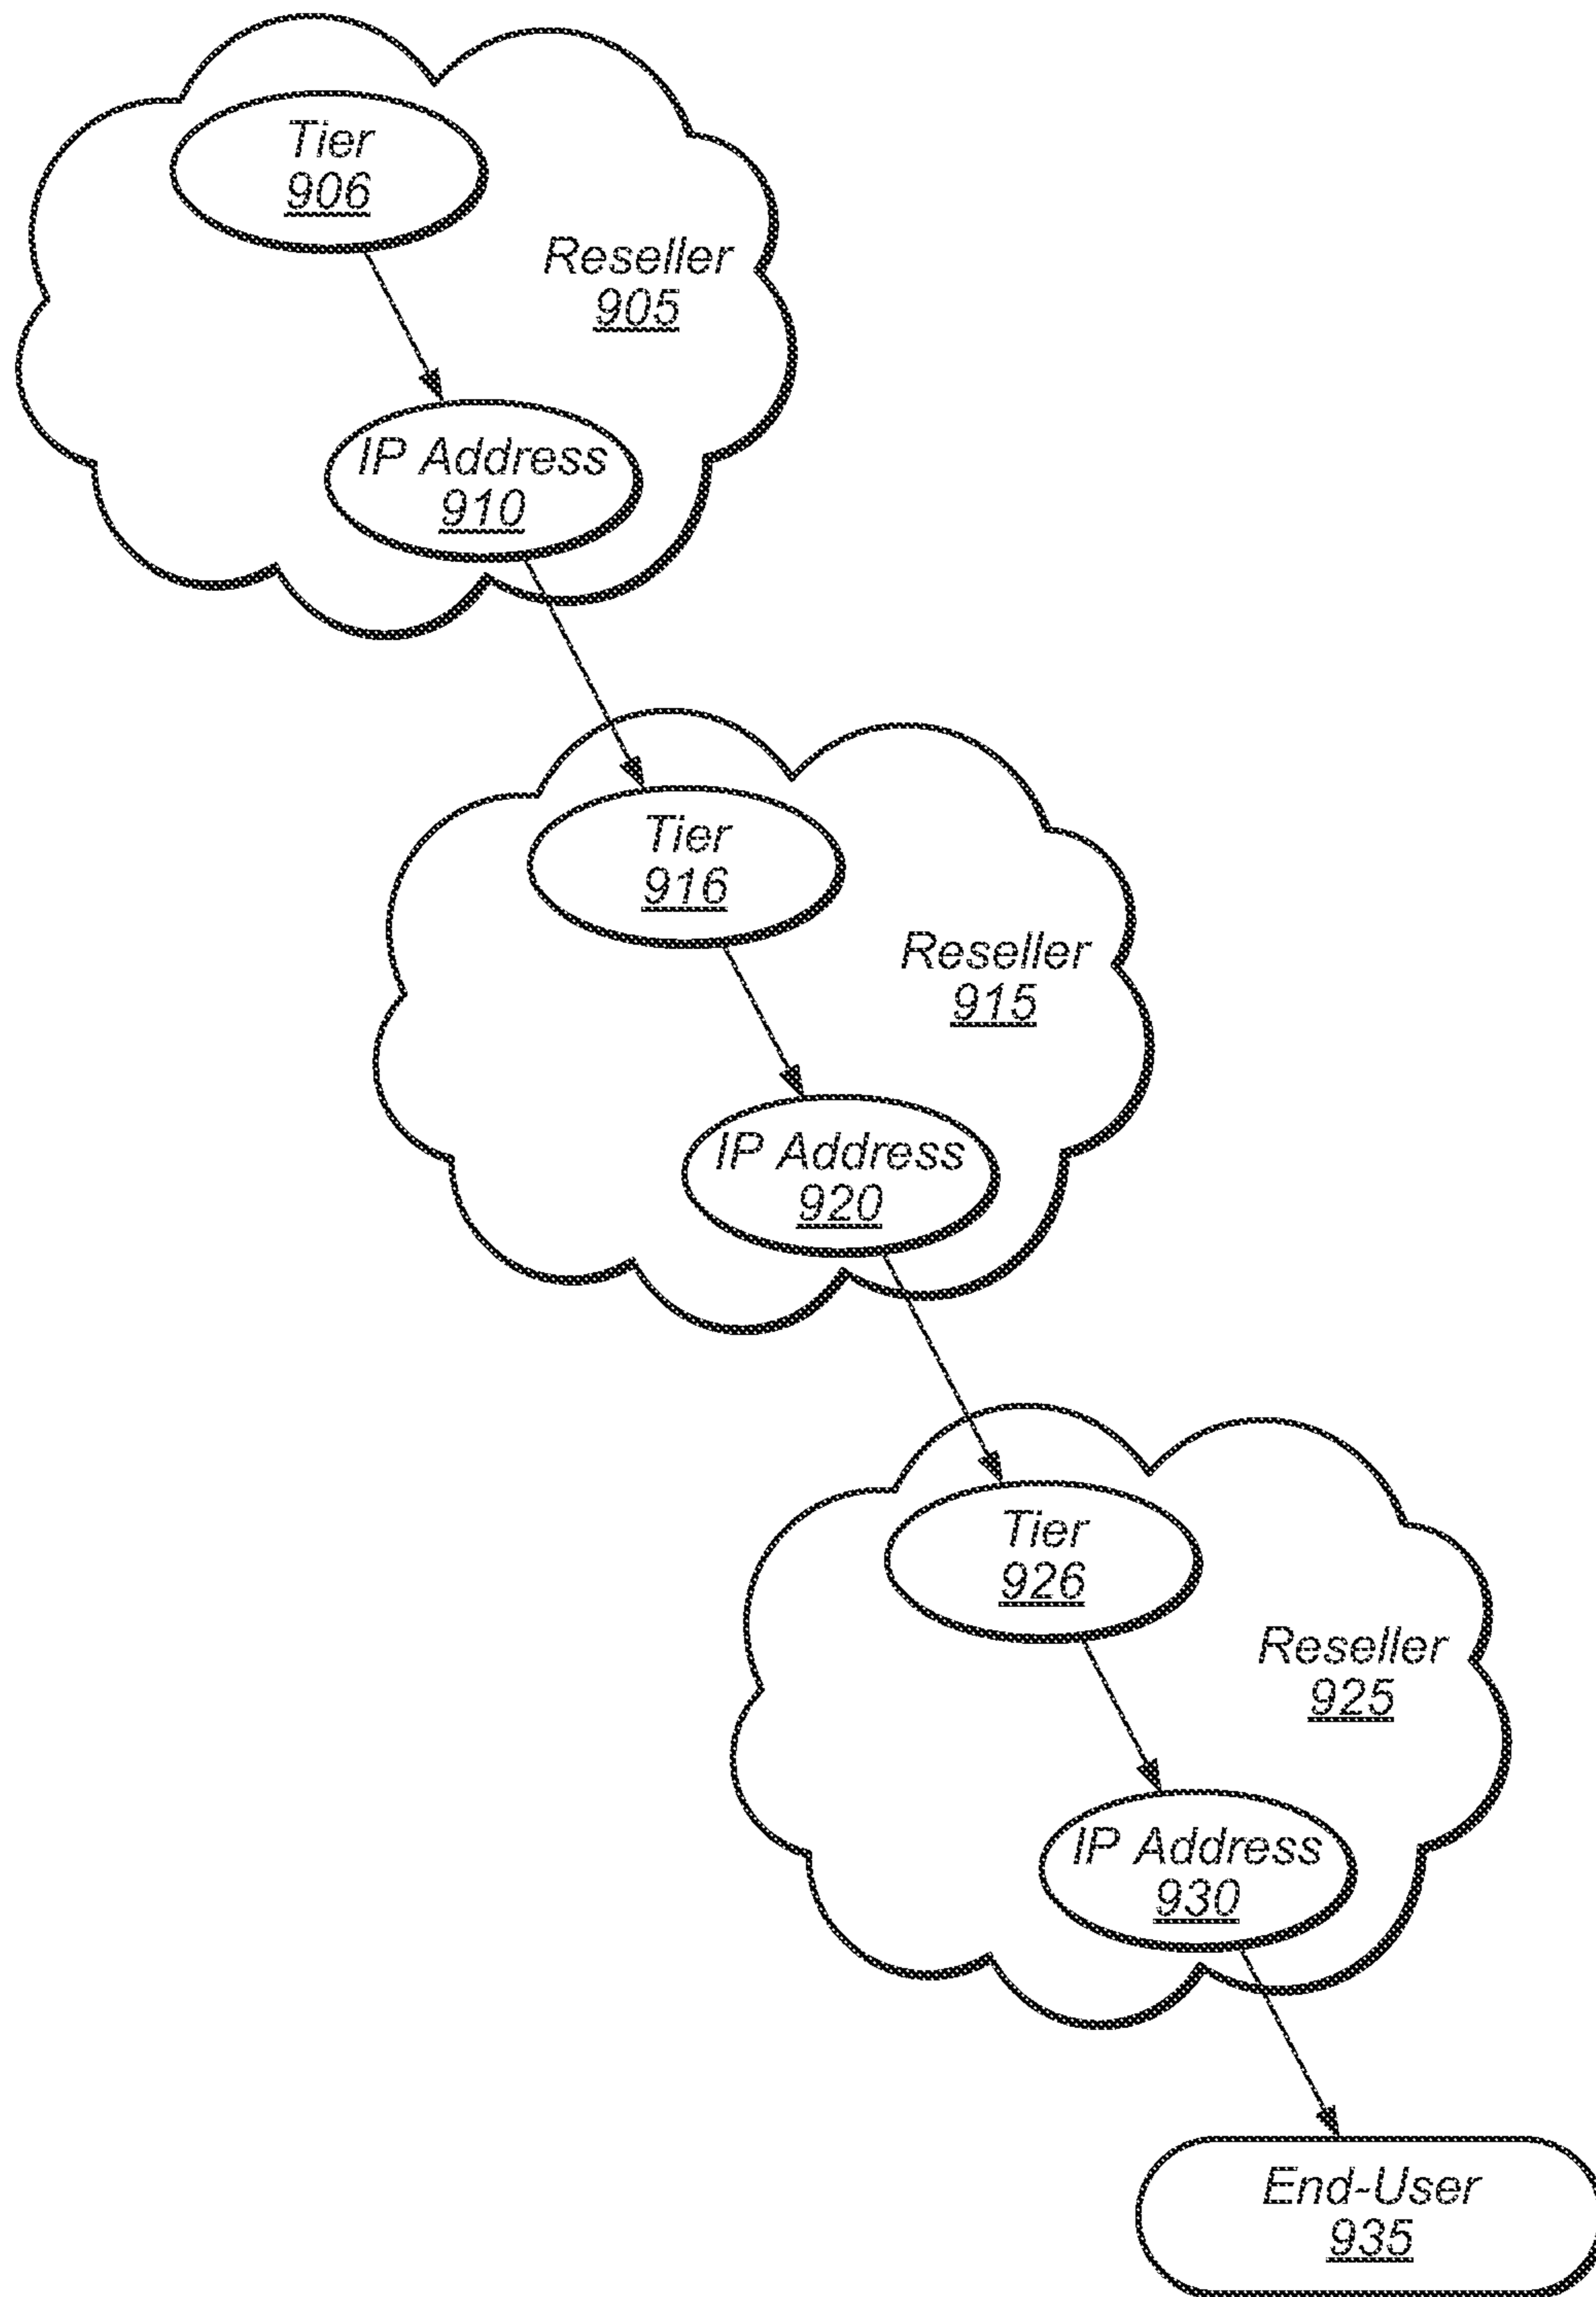 Tier
906
Reseller
905
IP Address
910
Tier
916
Reseller
915
IP Address
920
Tier
926
Reseller
925
IP Address
930
End-User
935